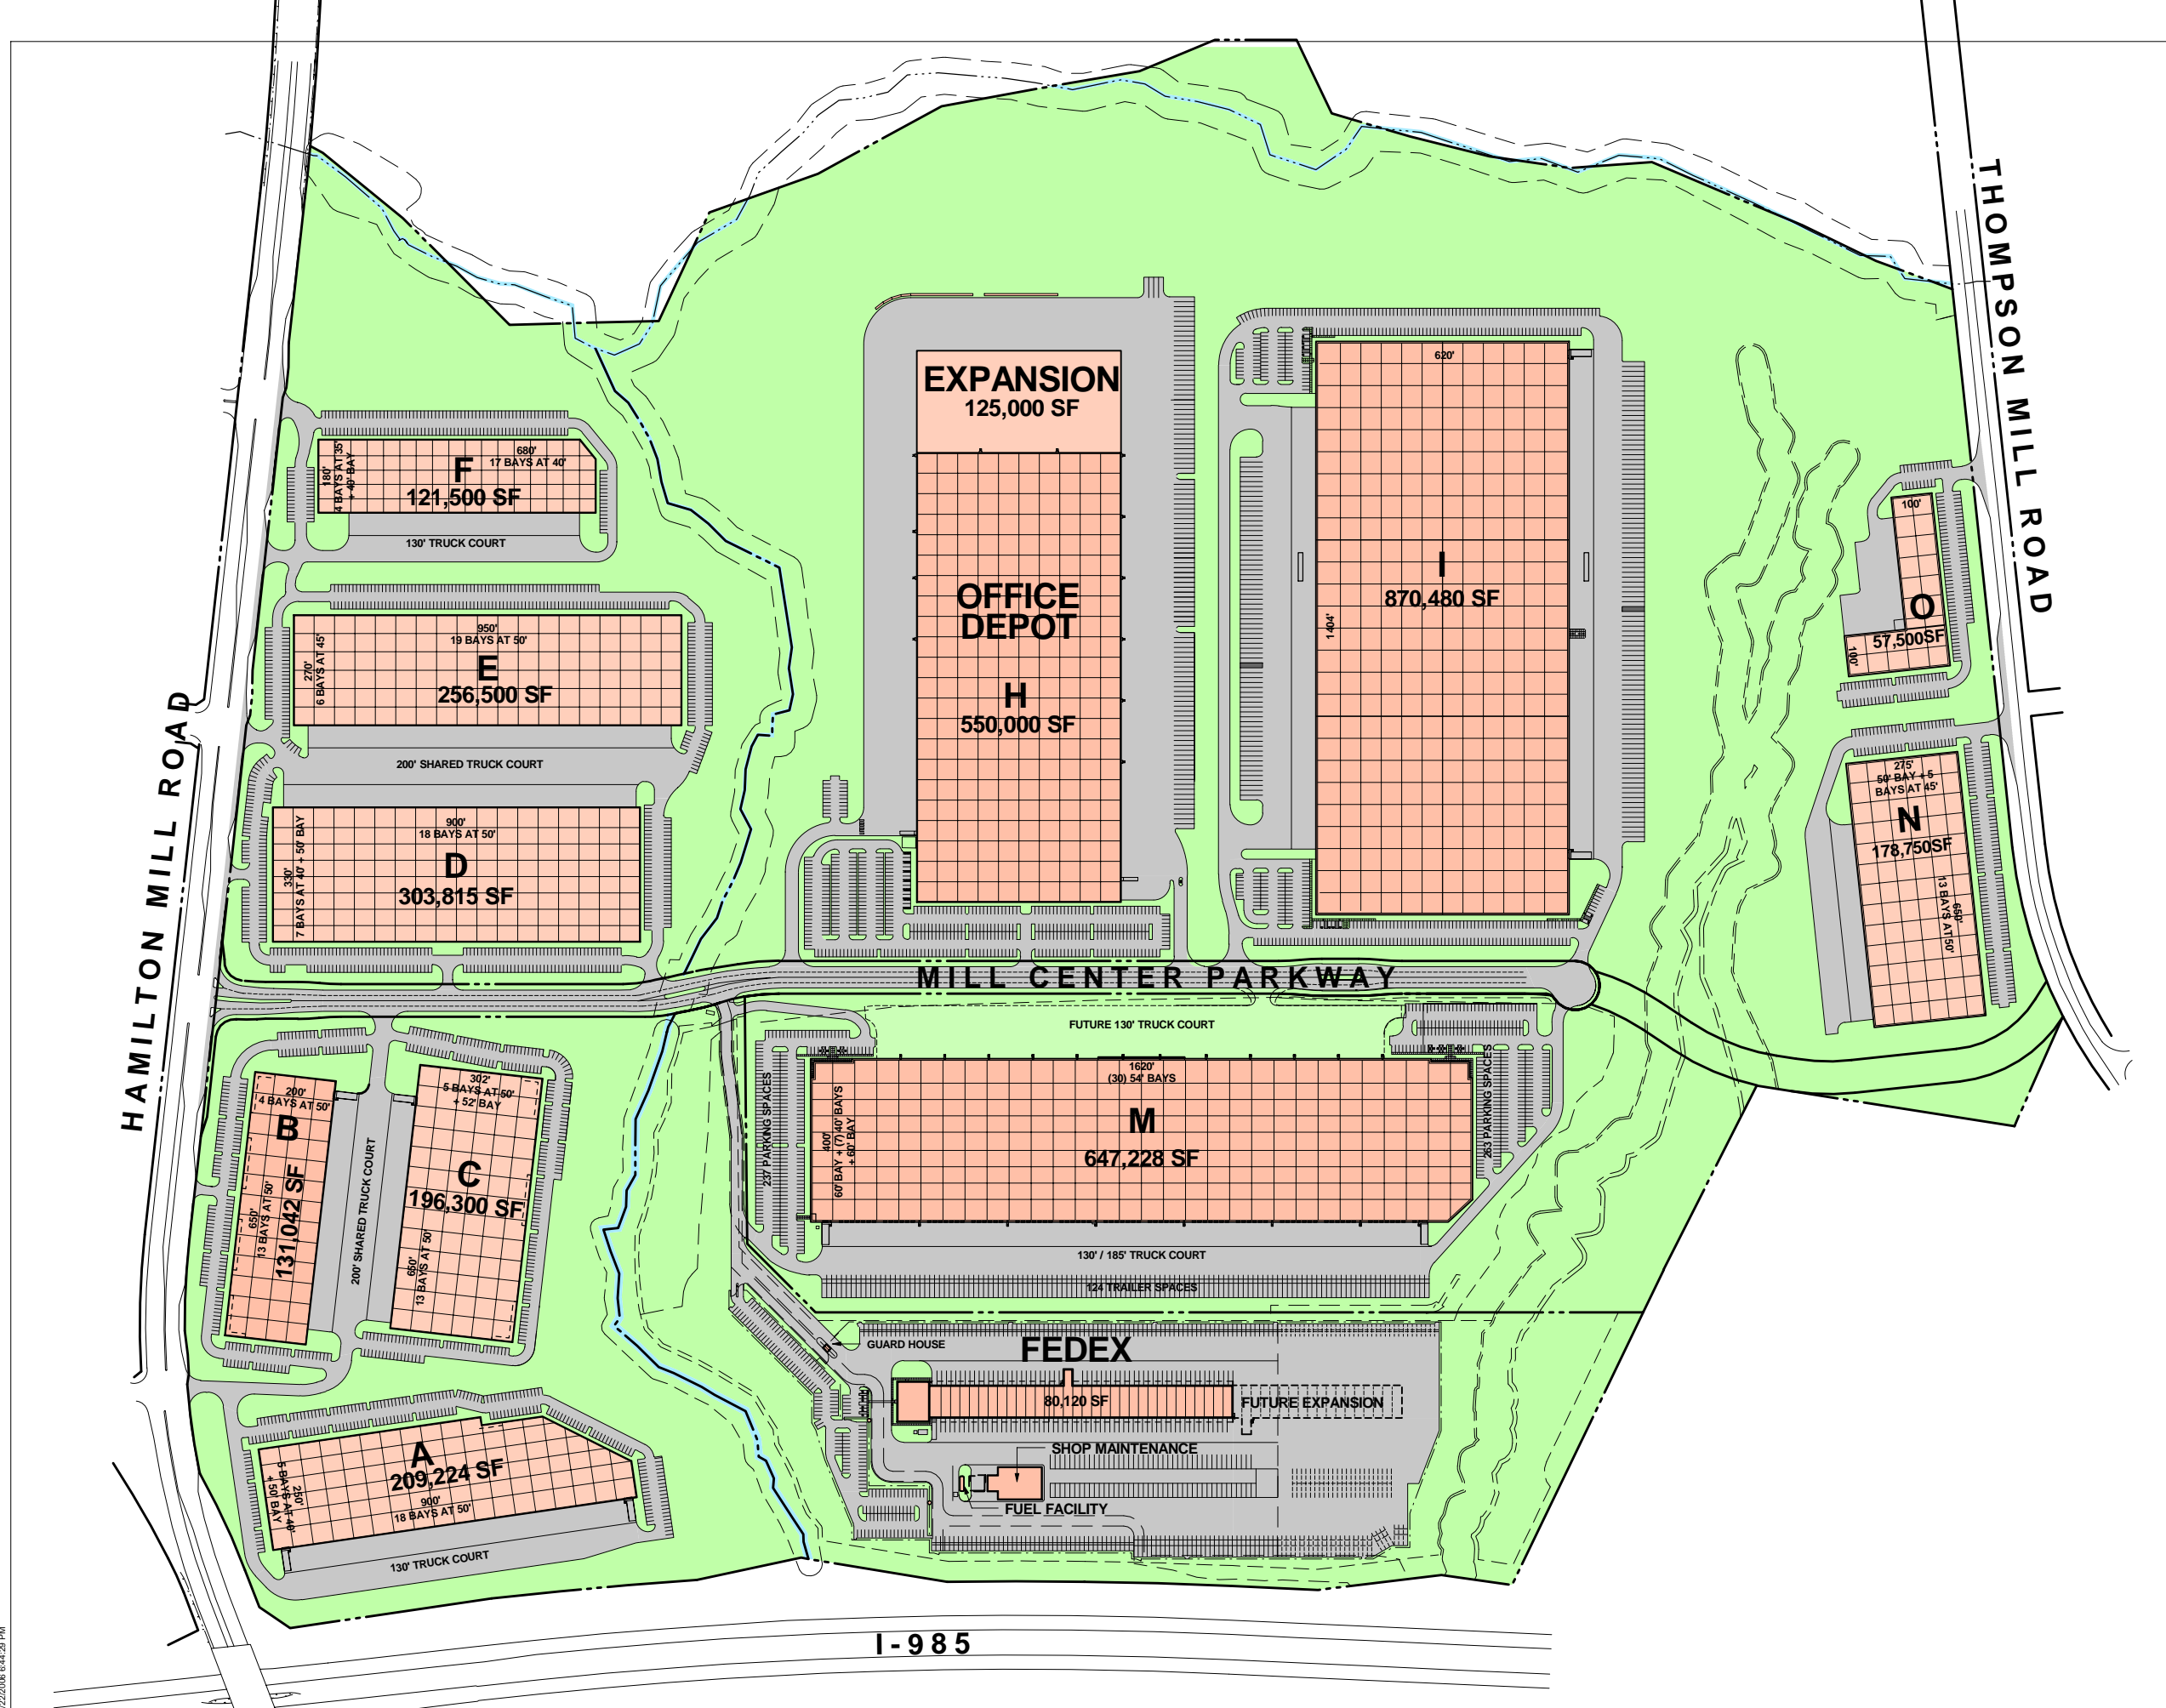 THOMPSON MILL ROAD
HAMILTON MILL ROAD
EXPANSION
125,000 SF
OFFICE
DEPOT
H
550,000 SF
620'
I
870,480 SF
1404'
F
121,500 SF
680'
17 BAYS AT 40'
180'
4 BAYS AT 35'
+ 40' BAY
130' TRUCK COURT
950'
19 BAYS AT 50'
E
256,500 SF
270'
6 BAYS AT 45'
200' SHARED TRUCK COURT
900'
18 BAYS AT 50'
D
303,815 SF
330'
7 BAYS AT 40' + 50' BAY
100'
O
57,500SF
100'
275'
50' BAY + 5
BAYS AT 45'
N
178,750SF
650'
13 BAYS AT 50'
MILL CENTER PARKWAY
FUTURE 130' TRUCK COURT
200'
4 BAYS AT 50'
B
131,042 SF
650'
13 BAYS AT 50'
200' SHARED TRUCK COURT
302'
5 BAYS AT 50'
+ 52' BAY
C
196,300 SF
650'
13 BAYS AT 50'
237 PARKING SPACES
1620'
(30) 54' BAYS
M
647,228 SF
400'
60' BAY + (7) 40' BAYS
+ 60' BAY
263 PARKING SPACES
130' / 185' TRUCK COURT
124 TRAILER SPACES
GUARD HOUSE
FEDEX
80,120 SF
FUTURE EXPANSION
SHOP MAINTENANCE
FUEL FACILITY
A
209,224 SF
900'
18 BAYS AT 50'
250'
5 BAYS AT 40'
+ 50' BAY
130' TRUCK COURT
I-985